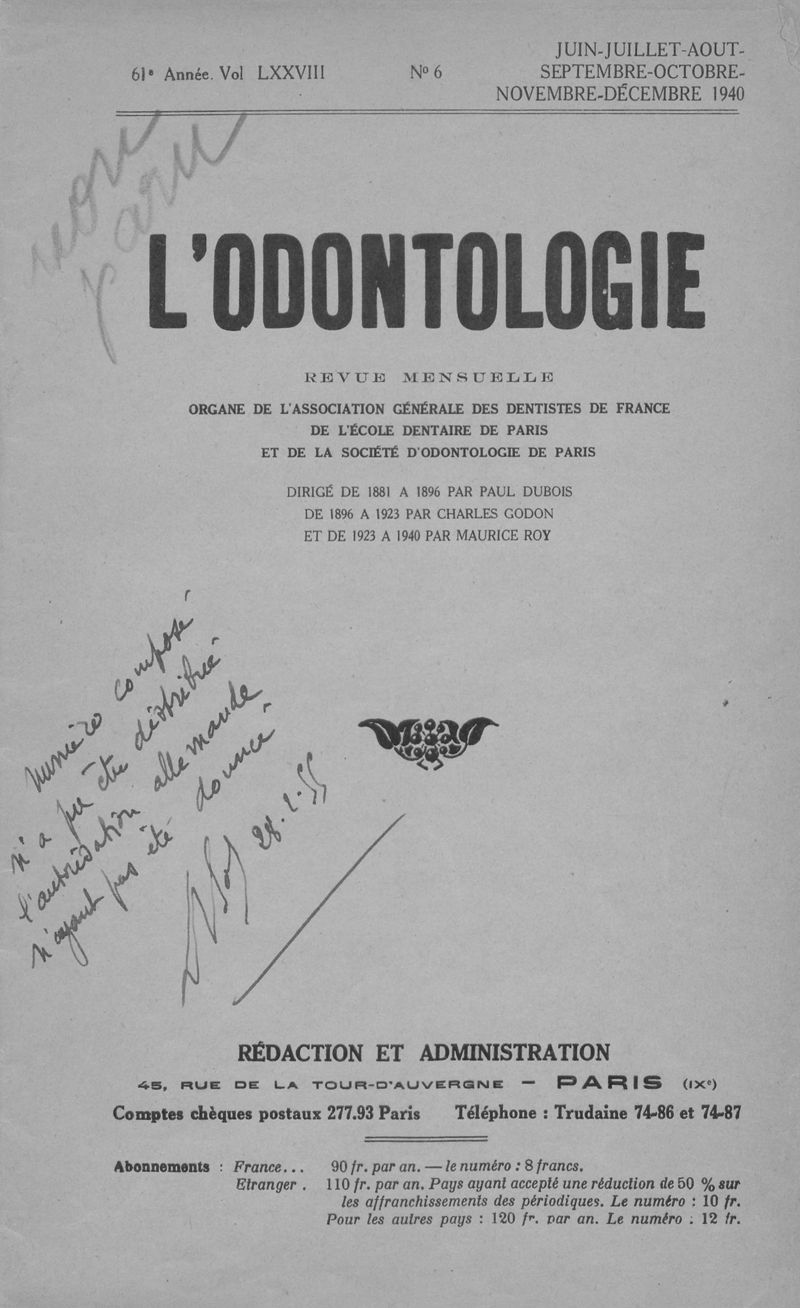 61e Année. Vol LXXVIII
No 6
JUIN-JUILLET-AOUT-
SEPTEMBRE-OCTOBRE-
NOVEMBRE-DÉCEMBRE 1940
L'ODONTOLOGIE
REVUE MENSUELLE
ORGANE DE L'ASSOCIATION GÉNÉRALE DES DENTISTES DE FRANCE
DE L'ÉCOLE DENTAIRE DE PARIS
ET DE LA SOCIÉTÉ D'ODONTOLOGIE DE PARIS
DIRIGÉ DE 1881 A 1896 PAR PAUL DUBOIS
DE 1896 A 1923 PAR CHARLES GODON
ET DE 1923 A 1940 PAR MAURICE ROY
numéro composé
n'a pu être distribué
l'autorisation allemande
n'ayant pas été donnée
28.2.55
RÉDACTION ET ADMINISTRATION
45, RUE DE LA TOUR-D'AUVERGNE — PARIS (IXe)
Comptes chèques postaux 277.93 Paris Téléphone : Trudaine 74-86 et 74-87
Abonnements : France... 90 fr. par an. — le numéro : 8 francs.
Etranger . 110 fr. par an. Pays ayant accepté une réduction de 50 % sur
les affranchissements des périodiques. Le numéro : 10 fr.
Pour les autres pays : 120 fr. par an. Le numéro : 12 fr.